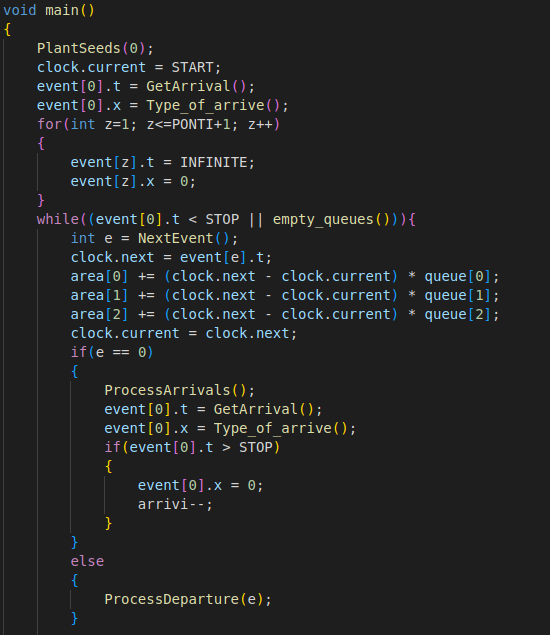 void main()
{
    PlantSeeds(0);
    clock.current = START;
    event[0].t = GetArrival();
    event[0].x = Type_of_arrive();
    for(int z=1; z<=PONTI+1; z++)
    {
        event[z].t = INFINITE;
        event[z].x = 0;
    }
    while((event[0].t < STOP || empty_queues())){
        int e = NextEvent();
        clock.next = event[e].t;
        area[0] += (clock.next - clock.current) * queue[0];
        area[1] += (clock.next - clock.current) * queue[1];
        area[2] += (clock.next - clock.current) * queue[2];
        clock.current = clock.next;
        if(e == 0)
        {
            ProcessArrivals();
            event[0].t = GetArrival();
            event[0].x = Type_of_arrive();
            if(event[0].t > STOP)
            {
                event[0].x = 0;
                arrivi--;
            }
        }
        else
        {
            ProcessDeparture(e);
        }